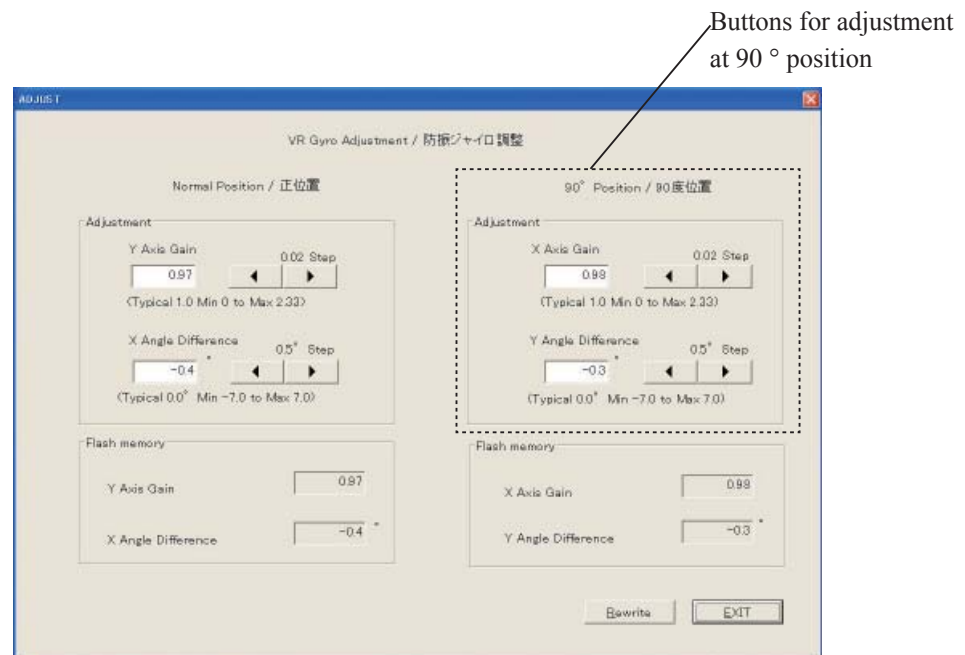 Buttons for adjustment
at 90 ° position
ADJUST
VR Gyro Adjustment / 防振ジャイロ調整
Normal Position / 正位置
Adjustment
Y Axis Gain
0.02 Step
0.97
(Typical 1.0 Min 0 to Max 2.33)
X Angle Difference
0.5° Step
-0.4 °
(Typical 0.0° Min -7.0 to Max 7.0)
Flash memory
Y Axis Gain
0.97
X Angle Difference
-0.4 °
90° Position / 90度位置
Adjustment
X Axis Gain
0.02 Step
0.98
(Typical 1.0 Min 0 to Max 2.33)
Y Angle Difference
0.5° Step
-0.3 °
(Typical 0.0° Min -7.0 to Max 7.0)
Flash memory
X Axis Gain
0.98
Y Angle Difference
-0.3 °
Rewrite
EXIT